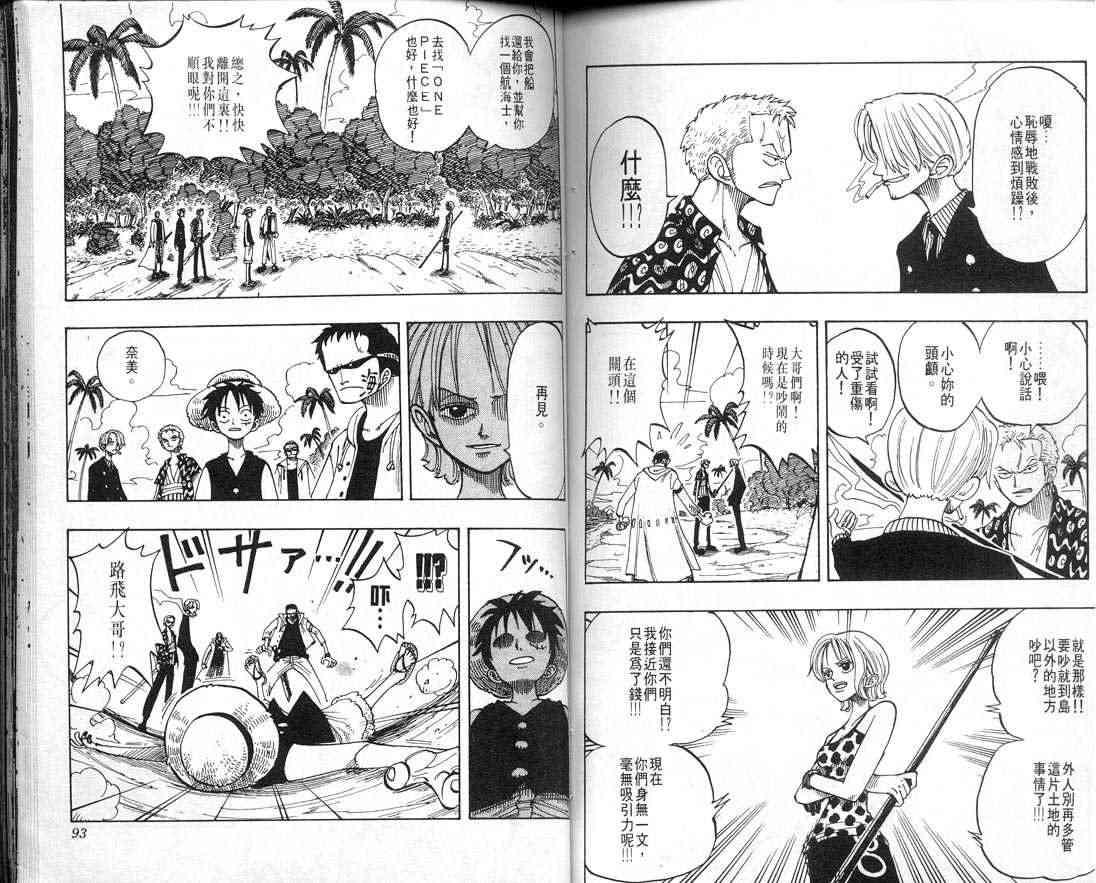 嗄…
恥辱地戰敗後，
心情感到煩躁!?
什麼!!!?
……喂！
小心說話
啊！
小心妳的
頭顱。
試試看啊！
受了重傷
的人！
大哥們啊！
現在是吵鬧的
時候嗎!?
在這個
關頭!!
就是那樣!!
要吵就到島
以外的地方
吵吧？
外人別再多管
這片土地的
事情了!!!
你們還不明白!?
我接近你們
只是為了錢!!!
現在
你們身無一文，
毫無吸引力呢!!!
我會把船
還給你，並幫你
找一個航海士，
去找「ONE
PIECE」
也好，什麼也好！
總之，快快
離開這裏!!
我對你們不
順眼呢!!!
再見。
奈美。
海
フッ…
!!!?
吓…
ドサァ…!!!
路飛大哥!?
93